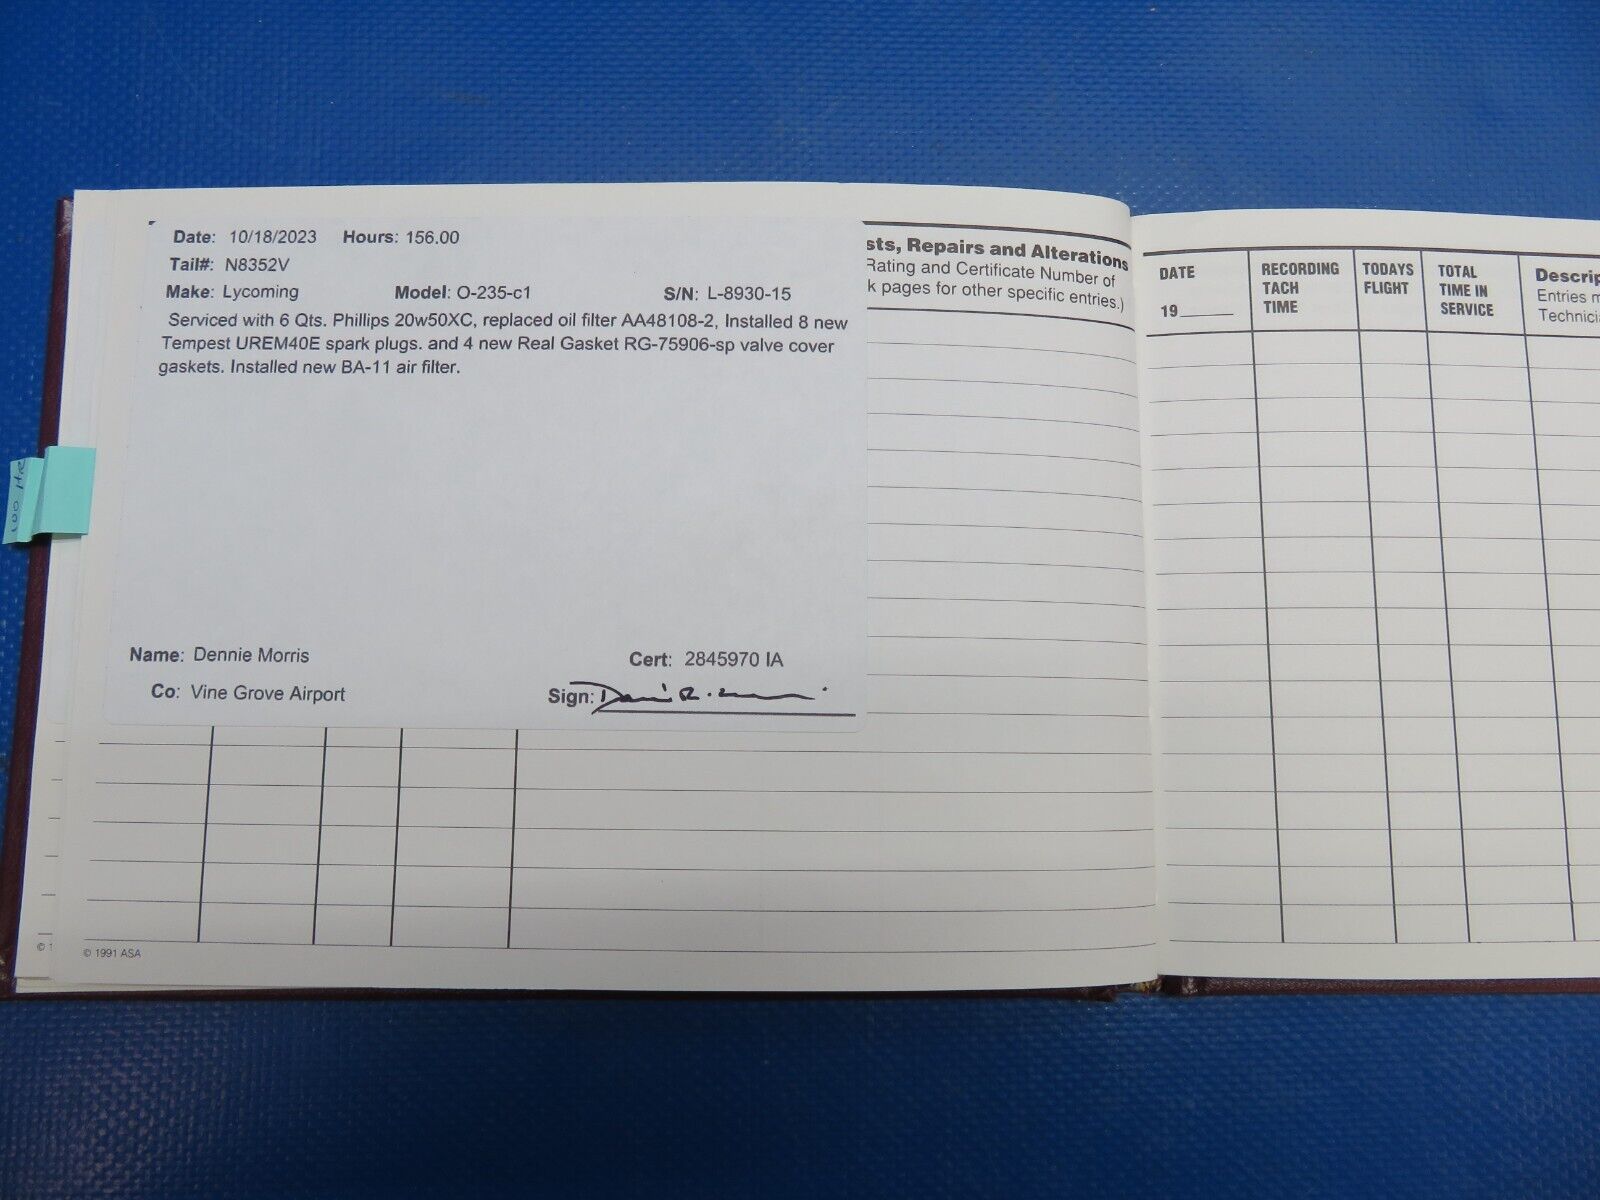 Date: 10/18/2023 Hours: 156.00
Tail#: N8352V
Make: Lycoming Model: O-235-c1 S/N: L-8930-15
Serviced with 6 Qts. Phillips 20w50XC, replaced oil filter AA48108-2, Installed 8 new
Tempest UREM40E spark plugs. and 4 new Real Gasket RG-75906-sp valve cover
gaskets. Installed new BA-11 air filter.
Name: Dennie Morris Cert: 2845970 IA
Co: Vine Grove Airport Sign:
sts, Repairs and Alterations
Rating and Certificate Number of
k pages for other specific entries.)
100 HR
© 1991 ASA
© 1
DATE
19
RECORDING
TACH
TIME
TODAYS
FLIGHT
TOTAL
TIME IN
SERVICE
Descrip
Entries m
Technici